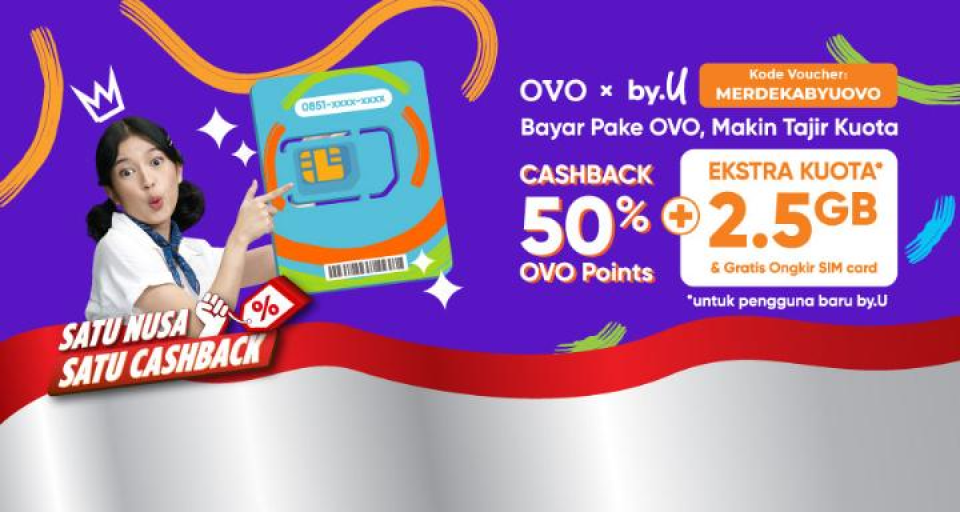 0851-xxxx-xxxx
OVO × by.U
Kode Voucher:
MERDEKABYUOVO
Bayar Pake OVO, Makin Tajir Kuota
CASHBACK
50%
OVO Points
+
EKSTRA KUOTA*
2.5GB
& Gratis Ongkir SIM card
*untuk pengguna baru by.U
%
SATU NUSA
SATU CASHBACK